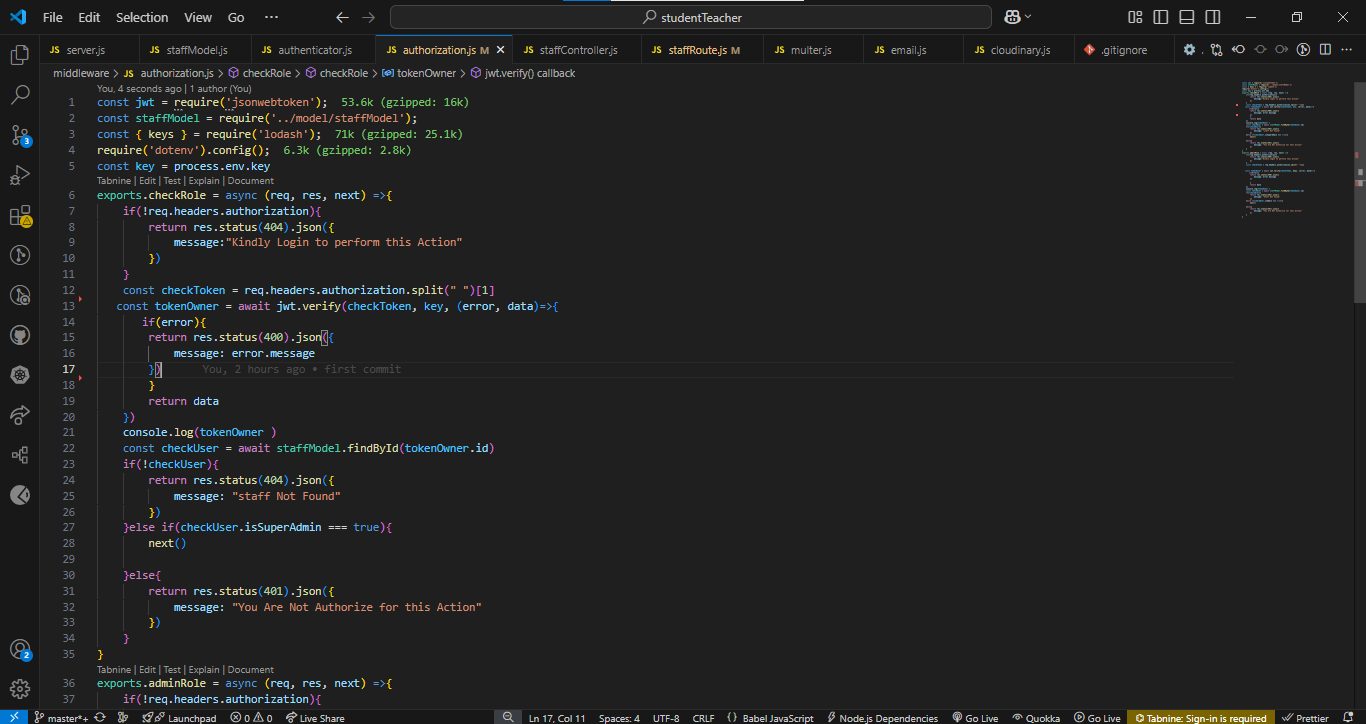 File Edit Selection View Go ··· studentTeacher
JS server.js JS staffModel.js JS authenticator.js JS authorization.js M JS staffController.js JS staffRoute.js M JS multer.js JS email.js JS cloudinary.js .gitignore
middleware > JS authorization.js > checkRole > checkRole > tokenOwner > jwt.verify() callback
You, 4 seconds ago | 1 author (You)
1 const jwt = require('jsonwebtoken'); 53.6k (gzipped: 16k)
2 const staffModel = require('../model/staffModel');
3 const { keys } = require('lodash'); 71k (gzipped: 25.1k)
4 require('dotenv').config(); 6.3k (gzipped: 2.8k)
5 const key = process.env.key
Tabnine | Edit | Test | Explain | Document
6 exports.checkRole = async (req, res, next) =>{
7 if(!req.headers.authorization){
8 return res.status(404).json({
9 message:"Kindly Login to perform this Action"
10 })
11 }
12 const checkToken = req.headers.authorization.split(" ")[1]
13 const tokenOwner = await jwt.verify(checkToken, key, (error, data)=>{
14 if(error){
15 return res.status(400).json({
16 message: error.message
17 }) You, 2 hours ago • first commit
18 }
19 return data
20 })
21 console.log(tokenOwner )
22 const checkUser = await staffModel.findById(tokenOwner.id)
23 if(!checkUser){
24 return res.status(404).json({
25 message: "staff Not Found"
26 })
27 }else if(checkUser.isSuperAdmin === true){
28 next()
29
30 }else{
31 return res.status(401).json({
32 message: "You Are Not Authorize for this Action"
33 })
34 }
35 }
Tabnine | Edit | Test | Explain | Document
36 exports.adminRole = async (req, res, next) =>{
37 if(!req.headers.authorization){
3
2
master*+ Launchpad 0 0 Live Share Ln 17, Col 11 Spaces: 4 UTF-8 CRLF {} Babel JavaScript Node.js Dependencies Go Live Quokka Go Live Tabnine: Sign-in is required Prettier